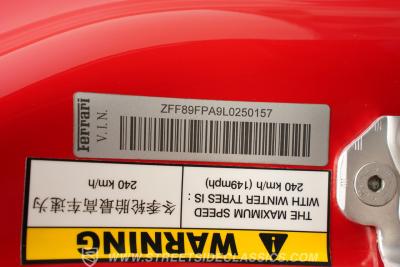 Ferrari
V.I.N.
ZFF89FPA9L0250157
WARNING
THE MAXIMUM SPEED
WITH WINTER TYRES IS :
240 km/h (149mph)
冬季轮胎最高车速为
240 km/h
WWW.STREETSIDECLASSICS.COM